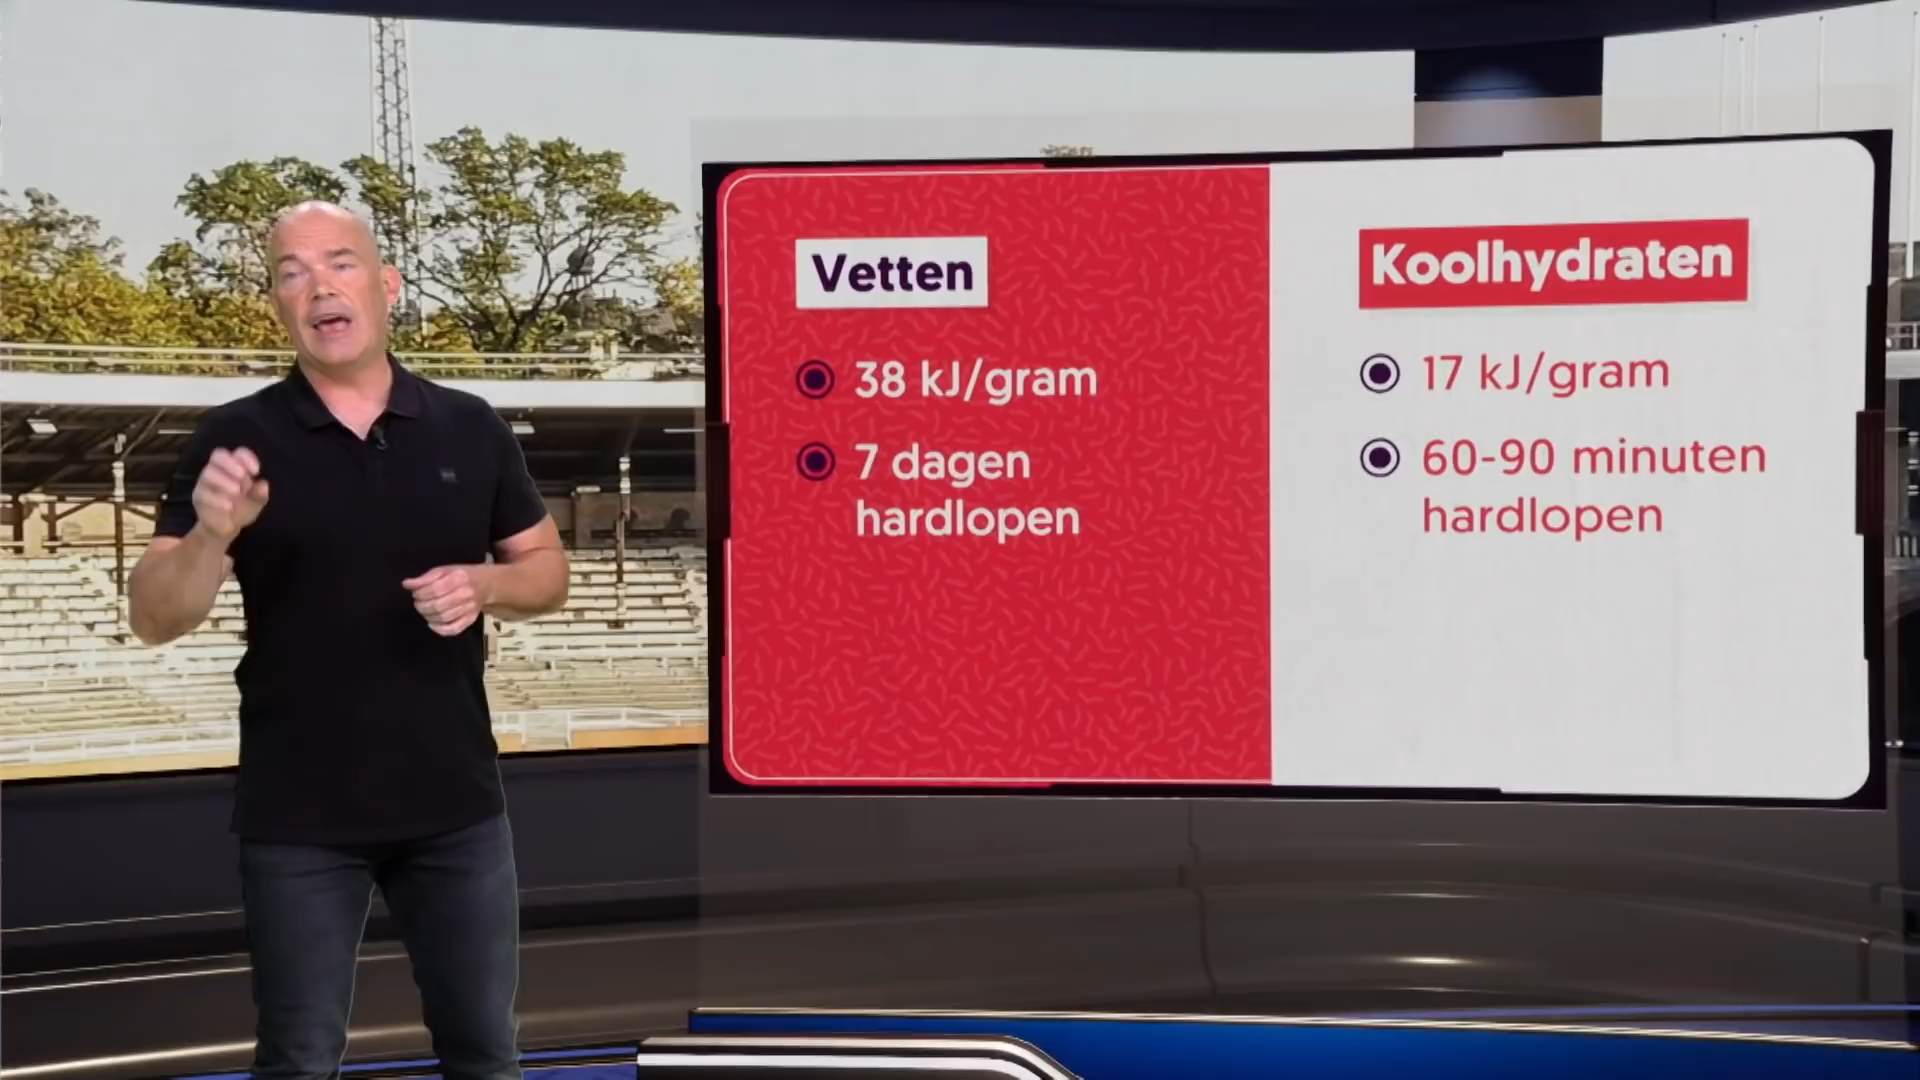 Vetten
38 kJ/gram
7 dagen
hardlopen
Koolhydraten
17 kJ/gram
60-90 minuten
hardlopen